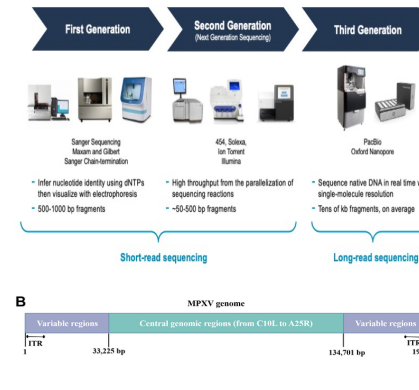 First Generation
Second Generation
(Next Generation Sequencing)
Third Generation
Sanger Sequencing
Maxam and Gilbert
Sanger Chain-termination
454, Solexa,
Ion Torrent
Illumina
PacBio
Oxford Nanopore
- Infer nucleotide identity using dNTPs
then visualize with electrophoresis
- 500-1000 bp fragments
- High throughput from the parallelization of
sequencing reactions
- ~50-500 bp fragments
- Sequence native DNA in real time
single-molecule resolution
- Tens of kb fragments, on average
Short-read sequencing
Long-read sequencing
B
MPXV genome
Variable regions
Central genomic regions (from C10L to A25R)
Variable regions
ITR
ITR
1
33,225 bp
134,701 bp